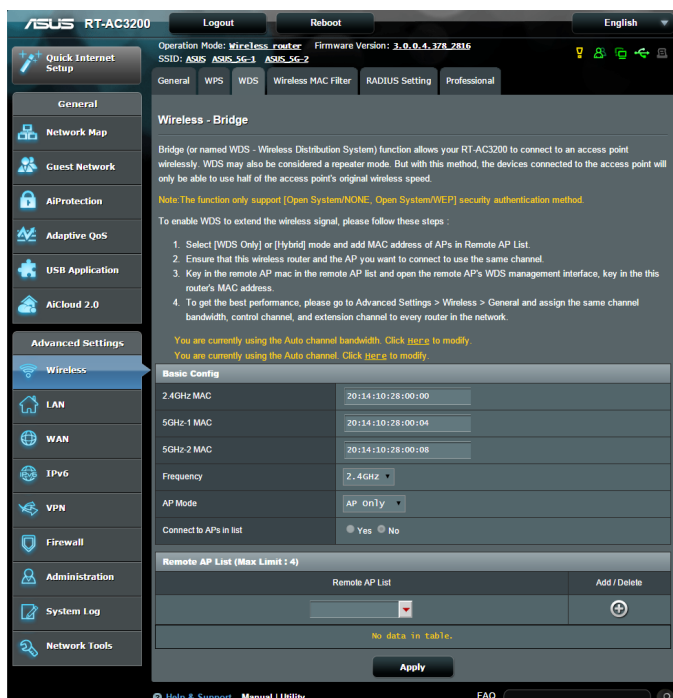 ASUS RT-AC3200 Logout Reboot English
Quick Internet Setup
Operation Mode: Wireless router Firmware Version: 3.0.0.4.378_2816
SSID: ASUS ASUS_5G-1 ASUS_5G-2
General WPS WDS Wireless MAC Filter RADIUS Setting Professional
General
Network Map
Guest Network
AiProtection
Adaptive QoS
USB Application
AiCloud 2.0
Advanced Settings
Wireless
LAN
WAN
IPv6
VPN
Firewall
Administration
System Log
Network Tools
Wireless - Bridge
Bridge (or named WDS - Wireless Distribution System) function allows your RT-AC3200 to connect to an access point
wirelessly. WDS may also be considered a repeater mode. But with this method, the devices connected to the access point will
only be able to use half of the access point's original wireless speed.
Note:The function only support [Open System/NONE, Open System/WEP] security authentication method.
To enable WDS to extend the wireless signal, please follow these steps :
1. Select [WDS Only] or [Hybrid] mode and add MAC address of APs in Remote AP List.
2. Ensure that this wireless router and the AP you want to connect to use the same channel.
3. Key in the remote AP mac in the remote AP list and open the remote AP's WDS management interface, key in the this
router's MAC address.
4. To get the best performance, please go to Advanced Settings > Wireless > General and assign the same channel
bandwidth, control channel, and extension channel to every router in the network.
You are currently using the Auto channel bandwidth. Click Here to modify.
You are currently using the Auto channel. Click Here to modify.
Basic Config
2.4GHz MAC 20:14:10:28:00:00
5GHz-1 MAC 20:14:10:28:00:04
5GHz-2 MAC 20:14:10:28:00:08
Frequency 2.4GHz
AP Mode AP Only
Connect to APs in list Yes No
Remote AP List (Max Limit : 4)
Remote AP List Add / Delete
No data in table.
Apply
Help & Support Manual | Utility FAQ